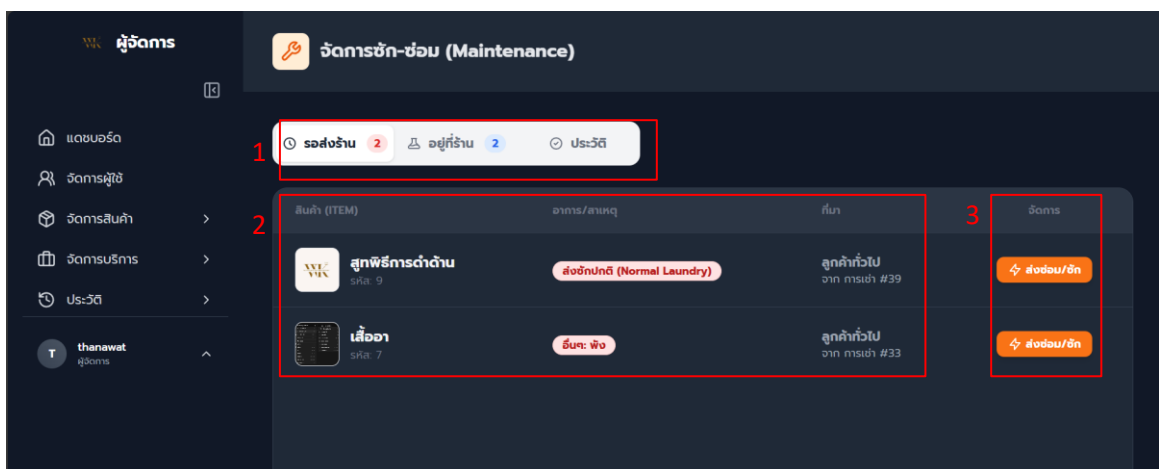 WK ผู้จัดการ
จัดการซัก-ซ่อม (Maintenance)
แดชบอร์ด
จัดการผู้ใช้
จัดการสินค้า
จัดการบริการ
ประวัติ
T thanawat
ผู้จัดการ
1 รอส่งร้าน 2 อยู่ที่ร้าน 2 ประวัติ
2 สินค้า (ITEM) อาการ/สาเหตุ ที่มา 3 จัดการ
WK สูทพิธีการดำด้าน ส่งซักปกติ (Normal Laundry) ลูกค้าทั่วไป ส่งซ่อม/ซัก
รหัส: 9 จาก การเช่า #39
เสื้ออา อื่นๆ: พัง ลูกค้าทั่วไป ส่งซ่อม/ซัก
รหัส: 7 จาก การเช่า #33